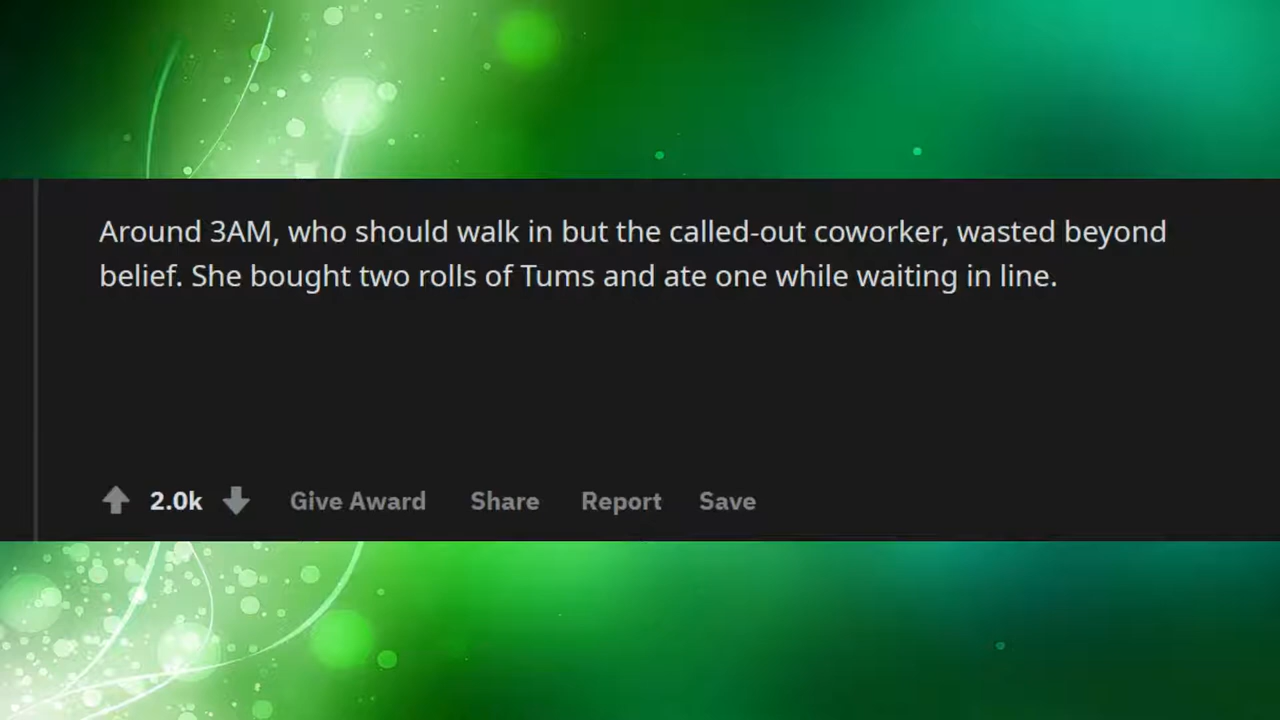 Around 3AM, who should walk in but the called-out coworker, wasted beyond
belief. She bought two rolls of Tums and ate one while waiting in line.
2.0k Give Award Share Report Save